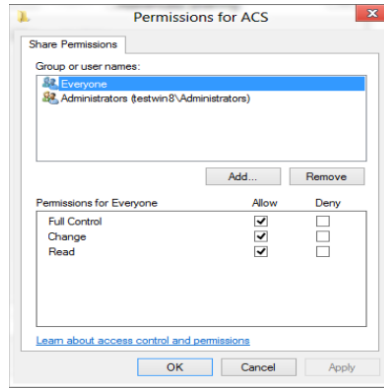 Permissions for ACS
Share Permissions
Group or user names:
Everyone
Administrators (testwin8\Administrators)
Add... Remove
Permissions for Everyone Allow Deny
Full Control
Change
Read
Learn about access control and permissions
OK Cancel Apply